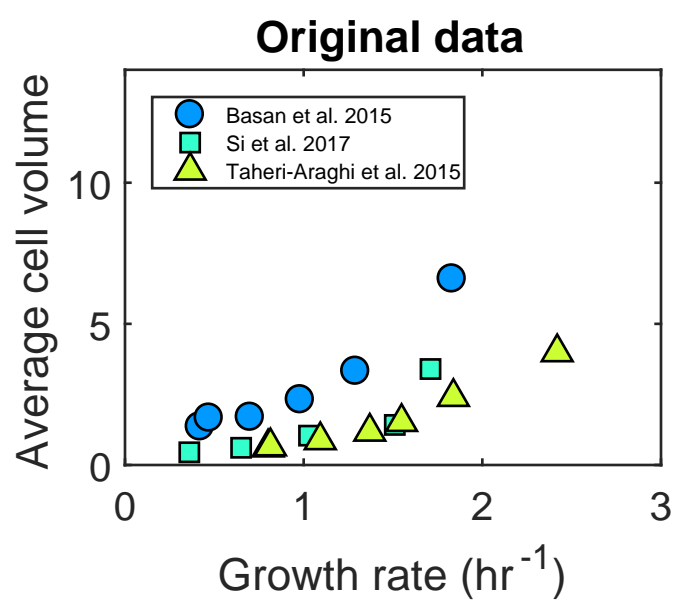 Original data
Basan et al. 2015
Si et al. 2017
Taheri-Araghi et al. 2015
Average cell volume
10
5
0
0 1 2 3
Growth rate (hr⁻¹)